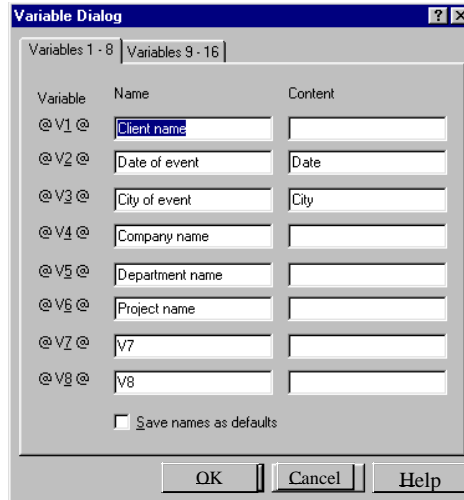 Variable Dialog
Variables 1 - 8 Variables 9 - 16
Variable Name Content
@ V1 @ Client name
@ V2 @ Date of event Date
@ V3 @ City of event City
@ V4 @ Company name
@ V5 @ Department name
@ V6 @ Project name
@ V7 @ V7
@ V8 @ V8
Save names as defaults
OK Cancel Help